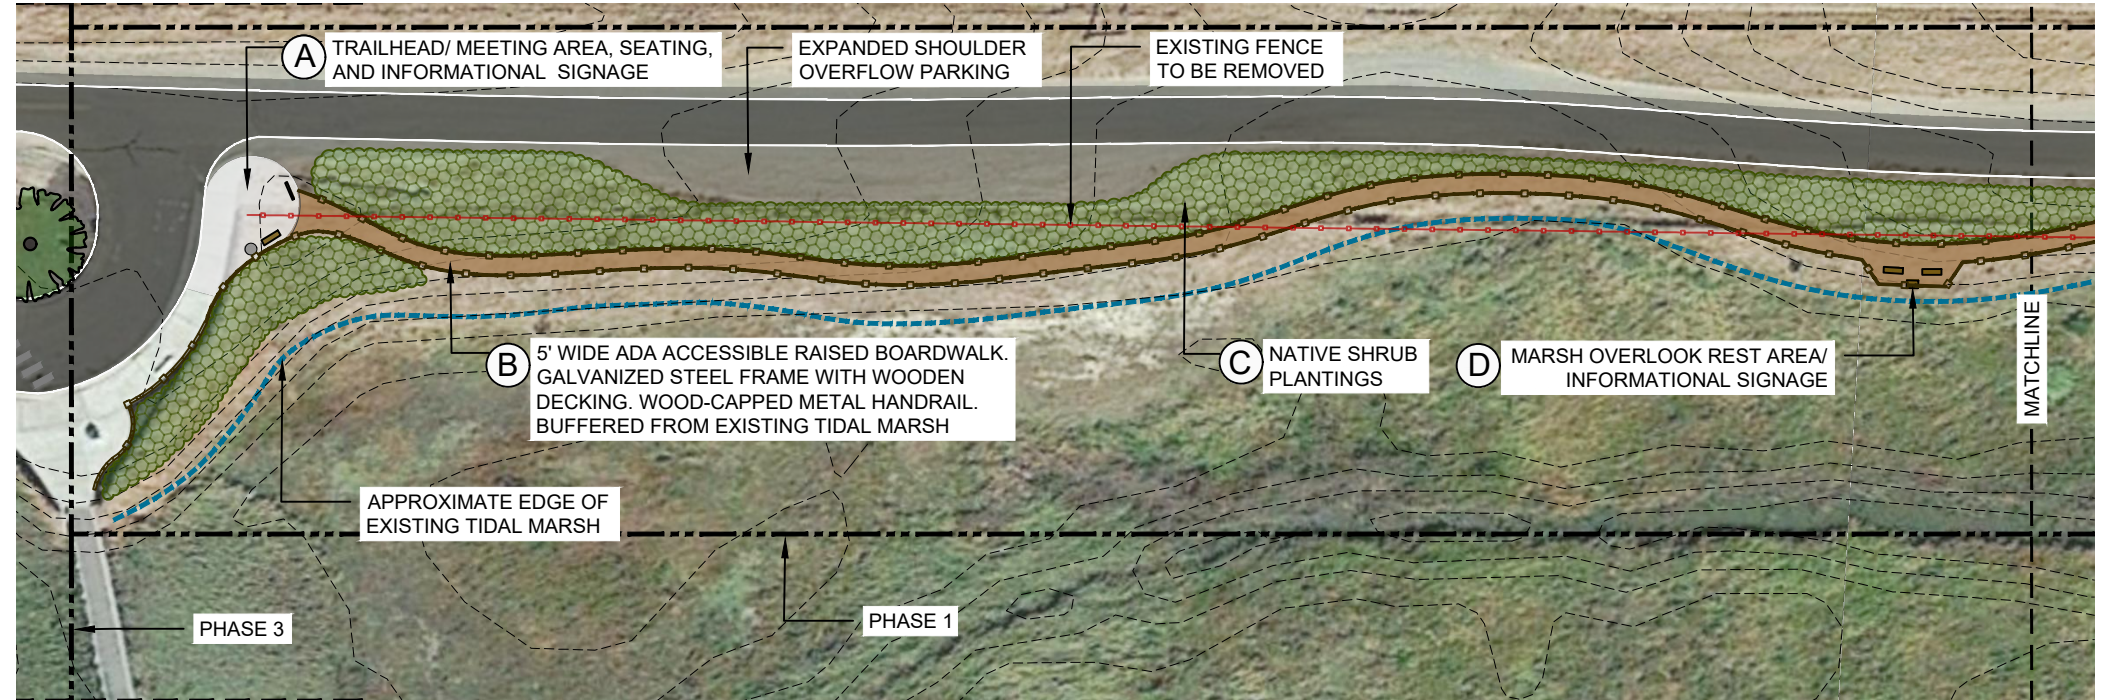 A
TRAILHEAD/ MEETING AREA, SEATING,
AND INFORMATIONAL SIGNAGE
EXPANDED SHOULDER
OVERFLOW PARKING
EXISTING FENCE
TO BE REMOVED
B
5' WIDE ADA ACCESSIBLE RAISED BOARDWALK.
GALVANIZED STEEL FRAME WITH WOODEN
DECKING. WOOD-CAPPED METAL HANDRAIL.
BUFFERED FROM EXISTING TIDAL MARSH
C
NATIVE SHRUB
PLANTINGS
D
MARSH OVERLOOK REST AREA/
INFORMATIONAL SIGNAGE
MATCHLINE
APPROXIMATE EDGE OF
EXISTING TIDAL MARSH
PHASE 3
PHASE 1